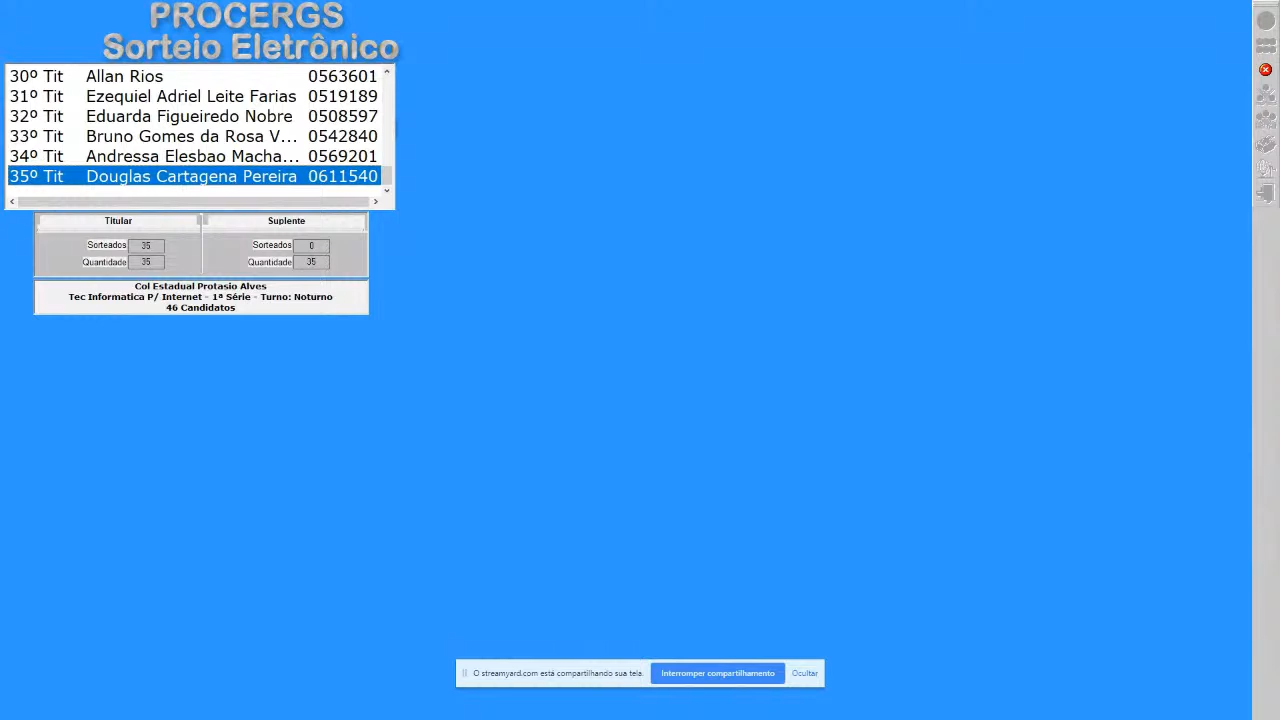 PROCERGS
Sorteio Eletrônico
30º Tit Allan Rios 0563601
31º Tit Ezequiel Adriel Leite Farias 0519189
32º Tit Eduarda Figueiredo Nobre 0508597
33º Tit Bruno Gomes da Rosa V... 0542840
34º Tit Andressa Elesbao Macha... 0569201
35º Tit Douglas Cartagena Pereira 0611540
Titular Suplente
Sorteados 35 Sorteados 0
Quantidade 35 Quantidade 35
Col Estadual Protasio Alves
Tec Informatica P/ Internet - 1ª Série - Turno: Noturno
46 Candidatos
O streamyard.com está compartilhando sua tela. Interromper compartilhamento Ocultar